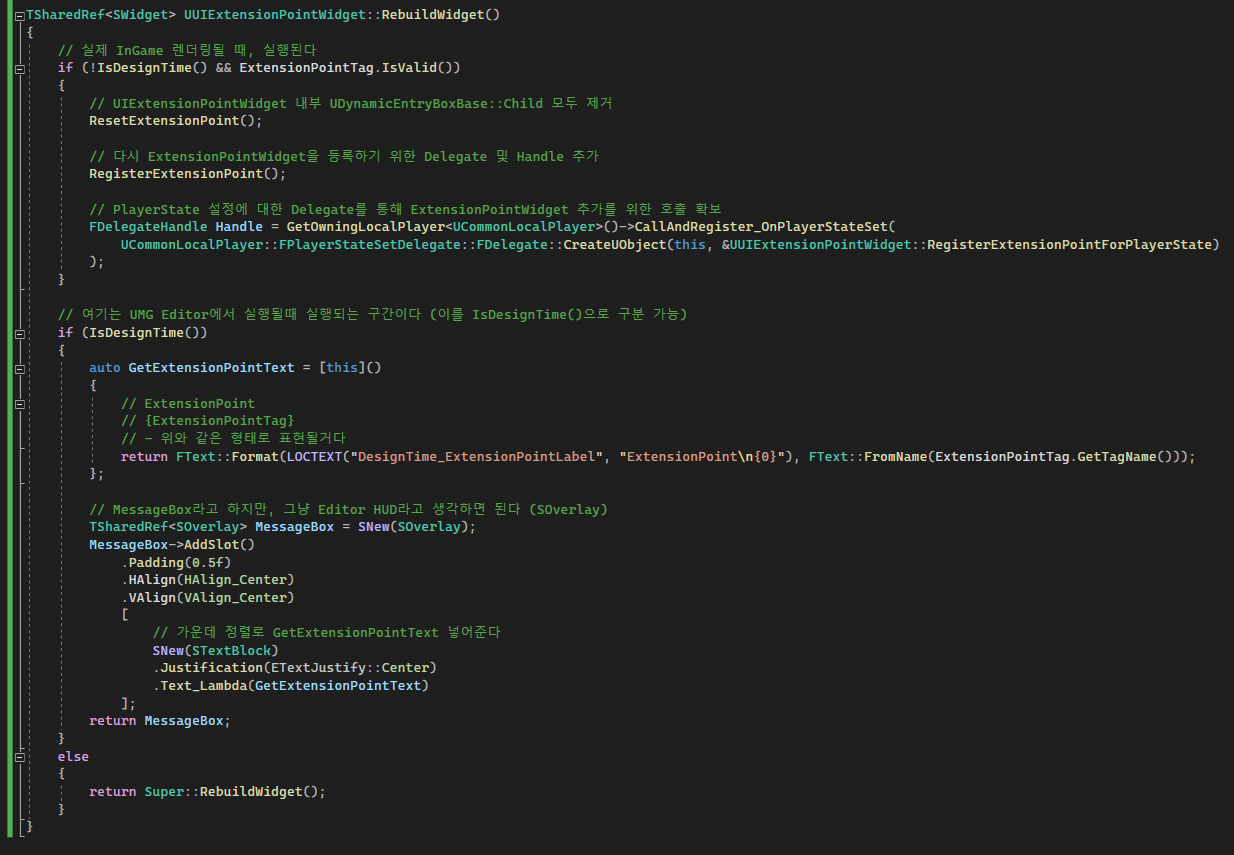 TSharedRef<SWidget> UUIExtensionPointWidget::RebuildWidget()
{
    // 실제 InGame 렌더링될 때, 실행된다
    if (!IsDesignTime() && ExtensionPointTag.IsValid())
    {
        // UIExtensionPointWidget 내부 UDynamicEntryBoxBase::Child 모두 제거
        ResetExtensionPoint();

        // 다시 ExtensionPointWidget을 등록하기 위한 Delegate 및 Handle 추가
        RegisterExtensionPoint();

        // PlayerState 설정에 대한 Delegate를 통해 ExtensionPointWidget 추가를 위한 호출 확보
        FDelegateHandle Handle = GetOwningLocalPlayer<UCommonLocalPlayer>()->CallAndRegister_OnPlayerStateSet(
            UCommonLocalPlayer::FPlayerStateSetDelegate::FDelegate::CreateUObject(this, &UUIExtensionPointWidget::RegisterExtensionPointForPlayerState)
        );
    }

    // 여기는 UMG Editor에서 실행될때 실행되는 구간이다 (이를 IsDesignTime()으로 구분 가능)
    if (IsDesignTime())
    {
        auto GetExtensionPointText = [this]()
        {
            // ExtensionPoint
            // {ExtensionPointTag}
            // - 위와 같은 형태로 표현될거다
            return FText::Format(LOCTEXT("DesignTime_ExtensionPointLabel", "ExtensionPoint\n{0}"), FText::FromName(ExtensionPointTag.GetTagName()));
        };

        // MessageBox라고 하지만, 그냥 Editor HUD라고 생각하면 된다 (SOverlay)
        TSharedRef<SOverlay> MessageBox = SNew(SOverlay);
        MessageBox->AddSlot()
            .Padding(0.5f)
            .HAlign(HAlign_Center)
            .VAlign(VAlign_Center)
            [
                // 가운데 정렬로 GetExtensionPointText 넣어준다
                SNew(STextBlock)
                .Justification(ETextJustify::Center)
                .Text_Lambda(GetExtensionPointText)
            ];
        return MessageBox;
    }
    else
    {
        return Super::RebuildWidget();
    }
}